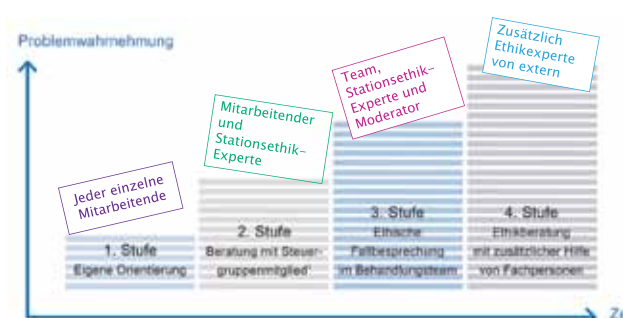 Problemwahrnehmung
Zusätzlich
Ethikexperte
von extern
Team,
Stationsethik-
Experte und
Moderator
Mitarbeitender
und
Stationsethik-
Experte
Jeder einzelne
Mitarbeitende
1. Stufe
Eigene Orientierung
2. Stufe
Beratung mit Steuer-
gruppenmitglied
3. Stufe
Ethische
Fallbesprechung
im Behandlungsteam
4. Stufe
Ethikberatung
mit zusätzlicher Hilfe
von Fachpersonen